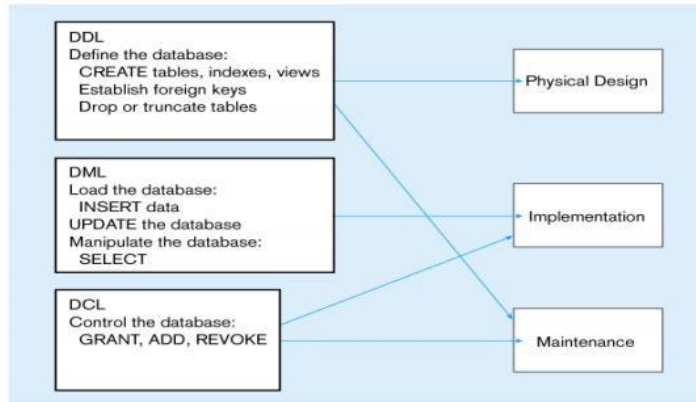 DDL
Define the database:
CREATE tables, indexes, views
Establish foreign keys
Drop or truncate tables
Physical Design
DML
Load the database:
INSERT data
UPDATE the database
Manipulate the database:
SELECT
Implementation
DCL
Control the database:
GRANT, ADD, REVOKE
Maintenance